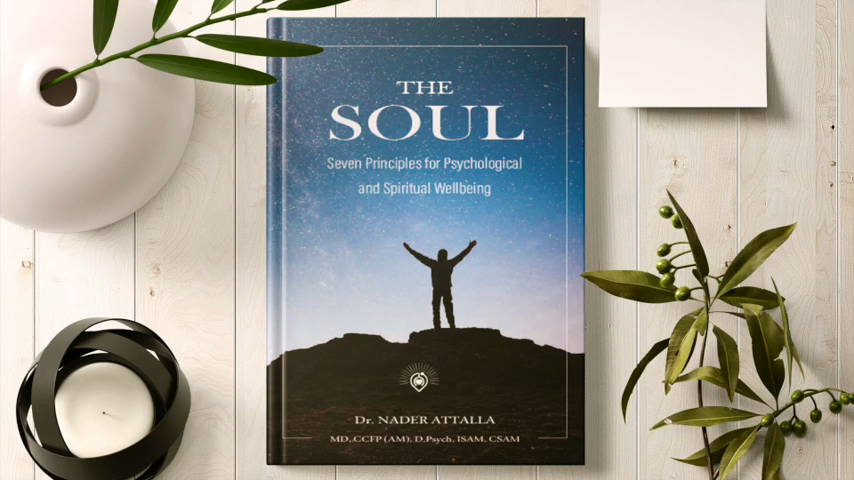 THE
SOUL
Seven Principles for Psychological
and Spiritual Wellbeing
Dr. NADER ATTALLA
MD,.CCFP (AM), D.Psych, ISAM, CSAM